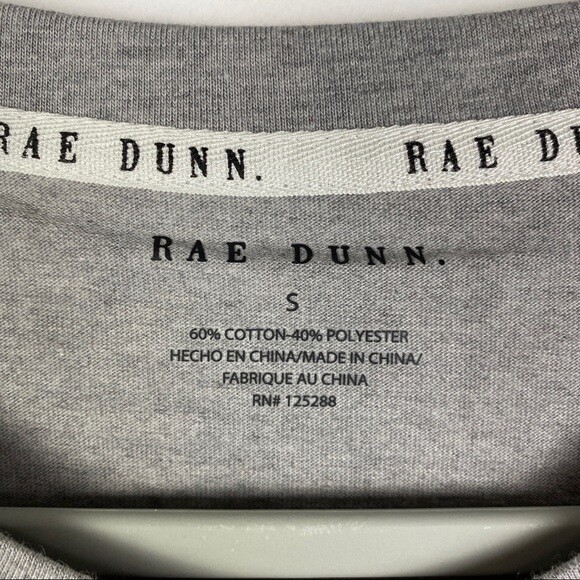 RAE DUNN. RAE DU
RAE DUNN.
S
60% COTTON-40% POLYESTER
HECHO EN CHINA/MADE IN CHINA/
FABRIQUE AU CHINA
RN# 125288